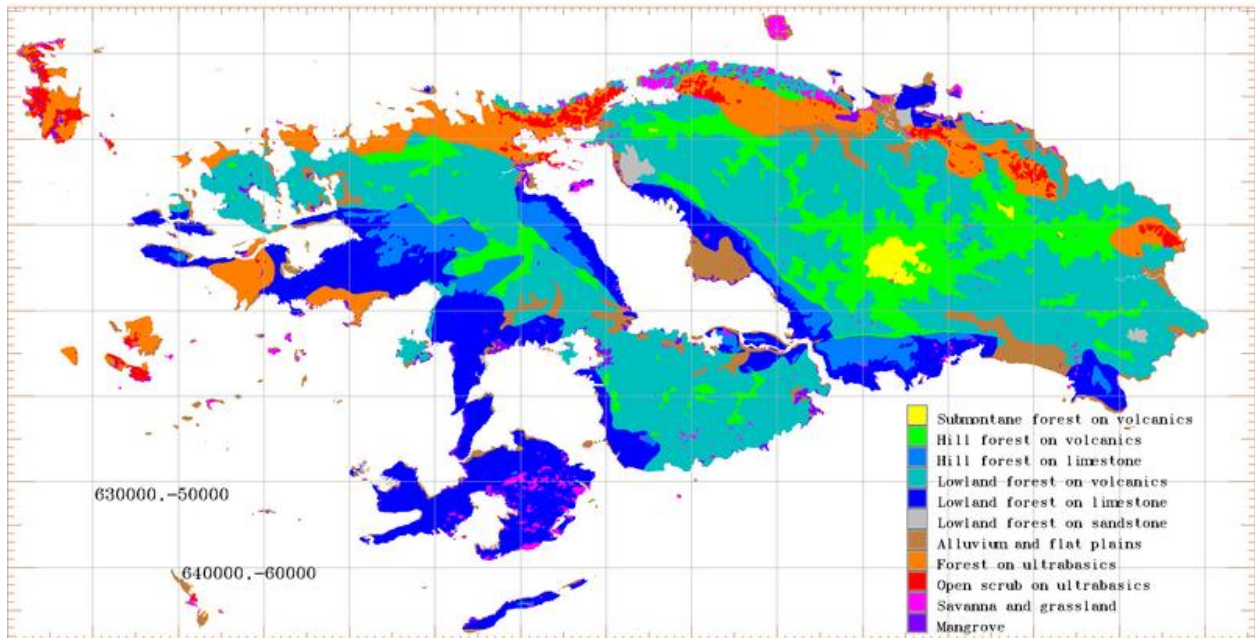 Submontane forest on volcanics
Hill forest on volcanics
Hill forest on limestone
Lowland forest on volcanics
630000,-50000
Lowland forest on limestone
Lowland forest on sandstone
Alluvium and flat plains
640000,-60000
Forest on ultrabasics
Open scrub on ultrabasics
Savanna and grassland
Mangrove